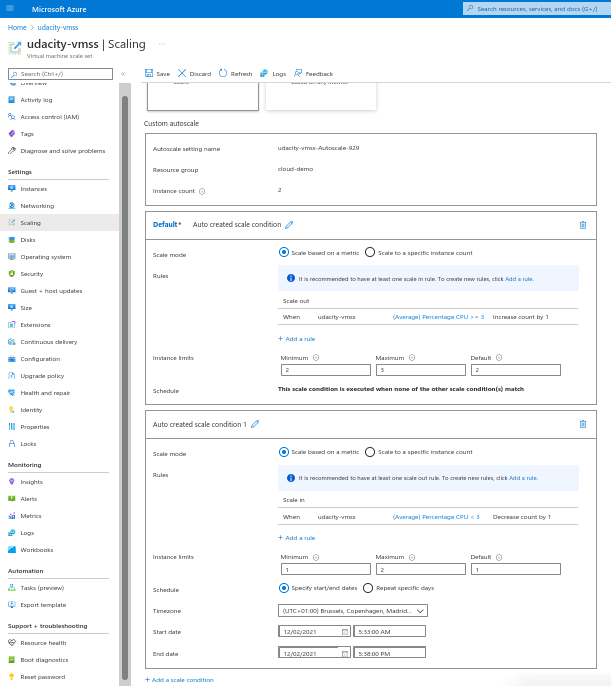 Microsoft Azure
Search resources, services, and docs (G+/)
Home > udacity-vmss
udacity-vmss | Scaling ...
Virtual machine scale set
Search (Ctrl+/)
«
Save
Discard
Refresh
Logs
Feedback
Overview
Activity log
Access control (IAM)
Tags
Diagnose and solve problems
Settings
Instances
Networking
Scaling
Disks
Operating system
Security
Guest + host updates
Size
Extensions
Continuous delivery
Configuration
Upgrade policy
Health and repair
Identity
Properties
Locks
Monitoring
Insights
Alerts
Metrics
Logs
Workbooks
Automation
Tasks (preview)
Export template
Support + troubleshooting
Resource health
Boot diagnostics
Reset password
Custom autoscale
Autoscale setting name udacity-vmss-Autoscale-929
Resource group cloud-demo
Instance count 2
Default* Auto created scale condition
Scale mode Scale based on a metric Scale to a specific instance count
Rules
It is recommended to have at least one scale in rule. To create new rules, click Add a rule.
Scale out
When udacity-vmss (Average) Percentage CPU >= 3 Increase count by 1
+ Add a rule
Instance limits Minimum Maximum Default
2 3 2
Schedule This scale condition is executed when none of the other scale condition(s) match
Auto created scale condition 1
Scale mode Scale based on a metric Scale to a specific instance count
Rules
It is recommended to have at least one scale out rule. To create new rules, click Add a rule.
Scale in
When udacity-vmss (Average) Percentage CPU < 3 Decrease count by 1
+ Add a rule
Instance limits Minimum Maximum Default
1 2 1
Schedule Specify start/end dates Repeat specific days
Timezone (UTC+01:00) Brussels, Copenhagen, Madrid...
Start date 12/02/2021 5:33:00 AM
End date 12/02/2021 5:38:00 PM
+ Add a scale condition